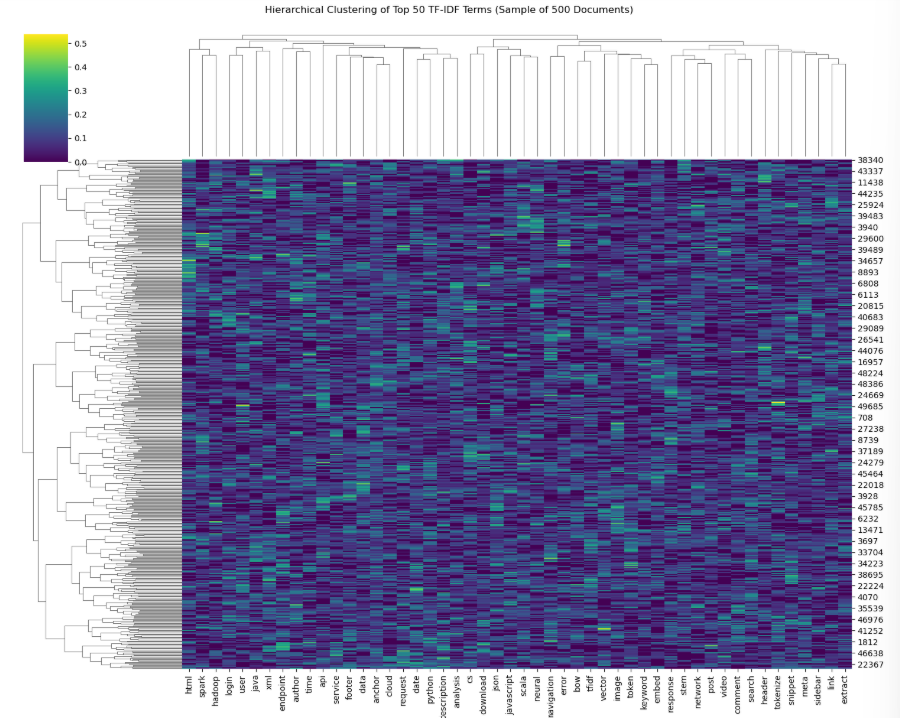 Hierarchical Clustering of Top 50 TF-IDF Terms (Sample of 500 Documents)
0.5
0.4
0.3
0.2
0.1
0.0
38340
43337
11438
44235
25924
39483
3940
29600
39489
34657
8893
6808
6113
20815
40683
29089
26541
44076
16957
48224
48386
24669
49685
708
27238
8739
37189
24279
45464
22018
3928
45785
6232
13471
3697
33704
34223
38695
22224
4070
35539
46976
41252
1812
46638
22367
html
spark
hadoop
login
user
java
xml
endpoint
author
time
api
service
footer
data
anchor
cloud
request
date
python
analysis
cs
download
json
javascript
scala
neural
navigation
error
bow
tfidf
vector
image
token
keyword
embed
response
stem
network
post
video
comment
search
header
tokenize
snippet
meta
sidebar
link
extract